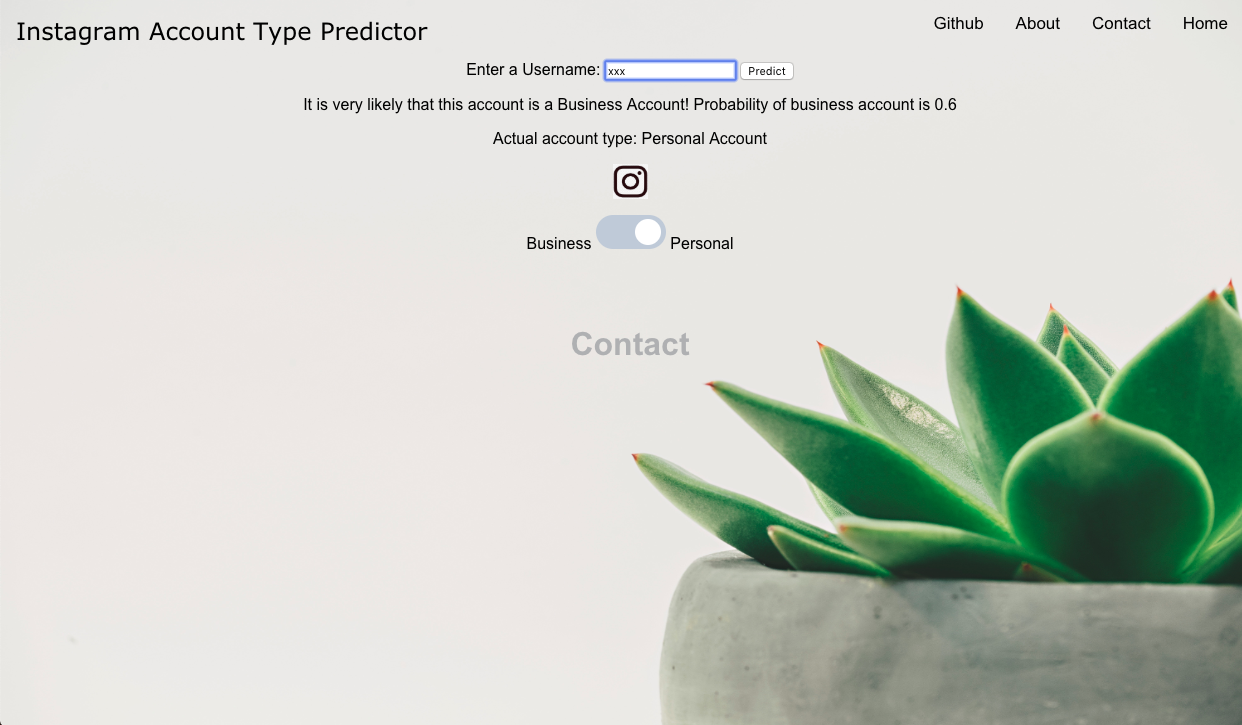 Instagram Account Type Predictor
Github About Contact Home
Enter a Username: xxx Predict
It is very likely that this account is a Business Account! Probability of business account is 0.6
Actual account type: Personal Account
Business Personal
Contact